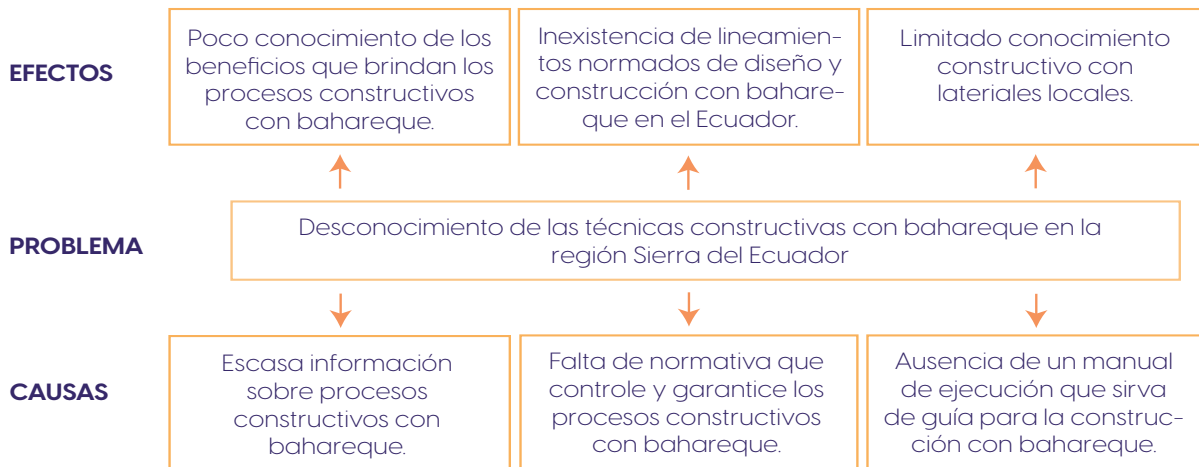 EFECTOS
Poco conocimiento de los
beneficios que brindan los
procesos constructivos
con bahareque.
Inexistencia de lineamien-
tos normados de diseño y
construcción con bahare-
que en el Ecuador.
Limitado conocimiento
constructivo con
lateriales locales.
PROBLEMA
Desconocimiento de las técnicas constructivas con bahareque en la
región Sierra del Ecuador
CAUSAS
Escasa información
sobre procesos
constructivos con
bahareque.
Falta de normativa que
controle y garantice los
procesos constructivos
con bahareque.
Ausencia de un manual
de ejecución que sirva
de guía para la construc-
ción con bahareque.